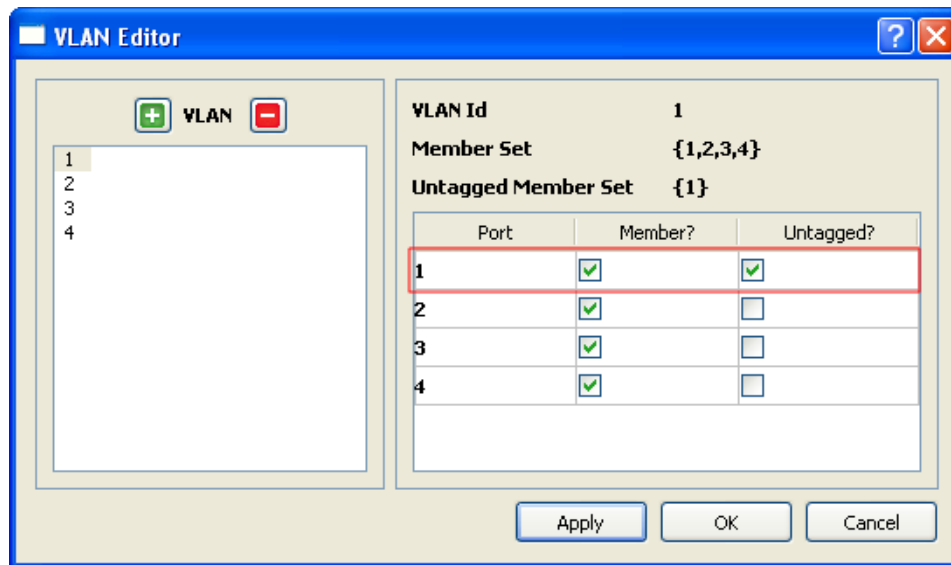 VLAN Editor
VLAN
1
2
3
4
VLAN Id 1
Member Set {1,2,3,4}
Untagged Member Set {1}
Port Member? Untagged?
1
2
3
4
Apply OK Cancel